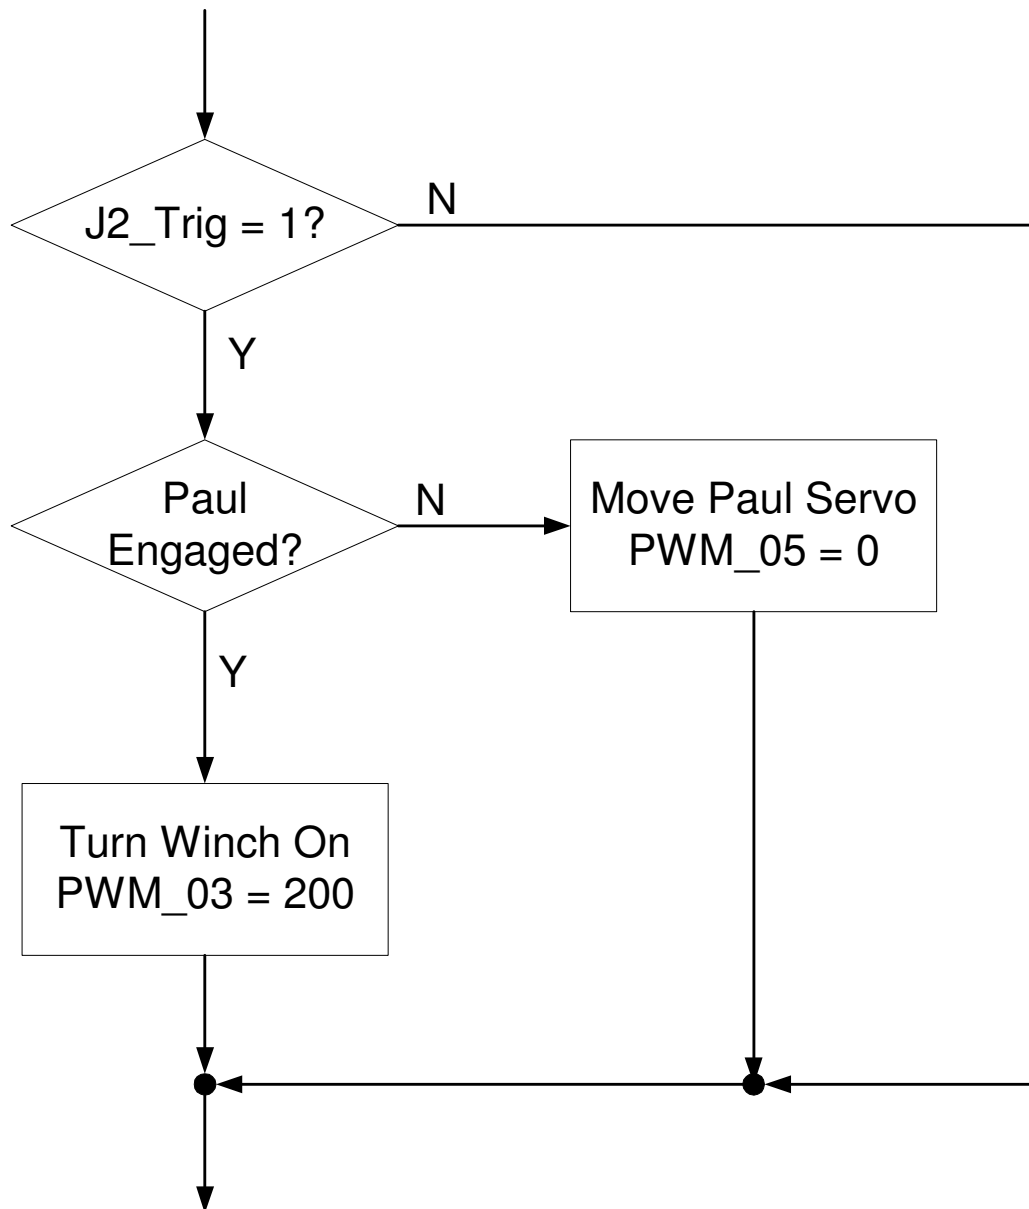 J2_Trig = 1?
N
Y
Paul
Engaged?
N
Move Paul Servo
PWM_05 = 0
Y
Turn Winch On
PWM_03 = 200